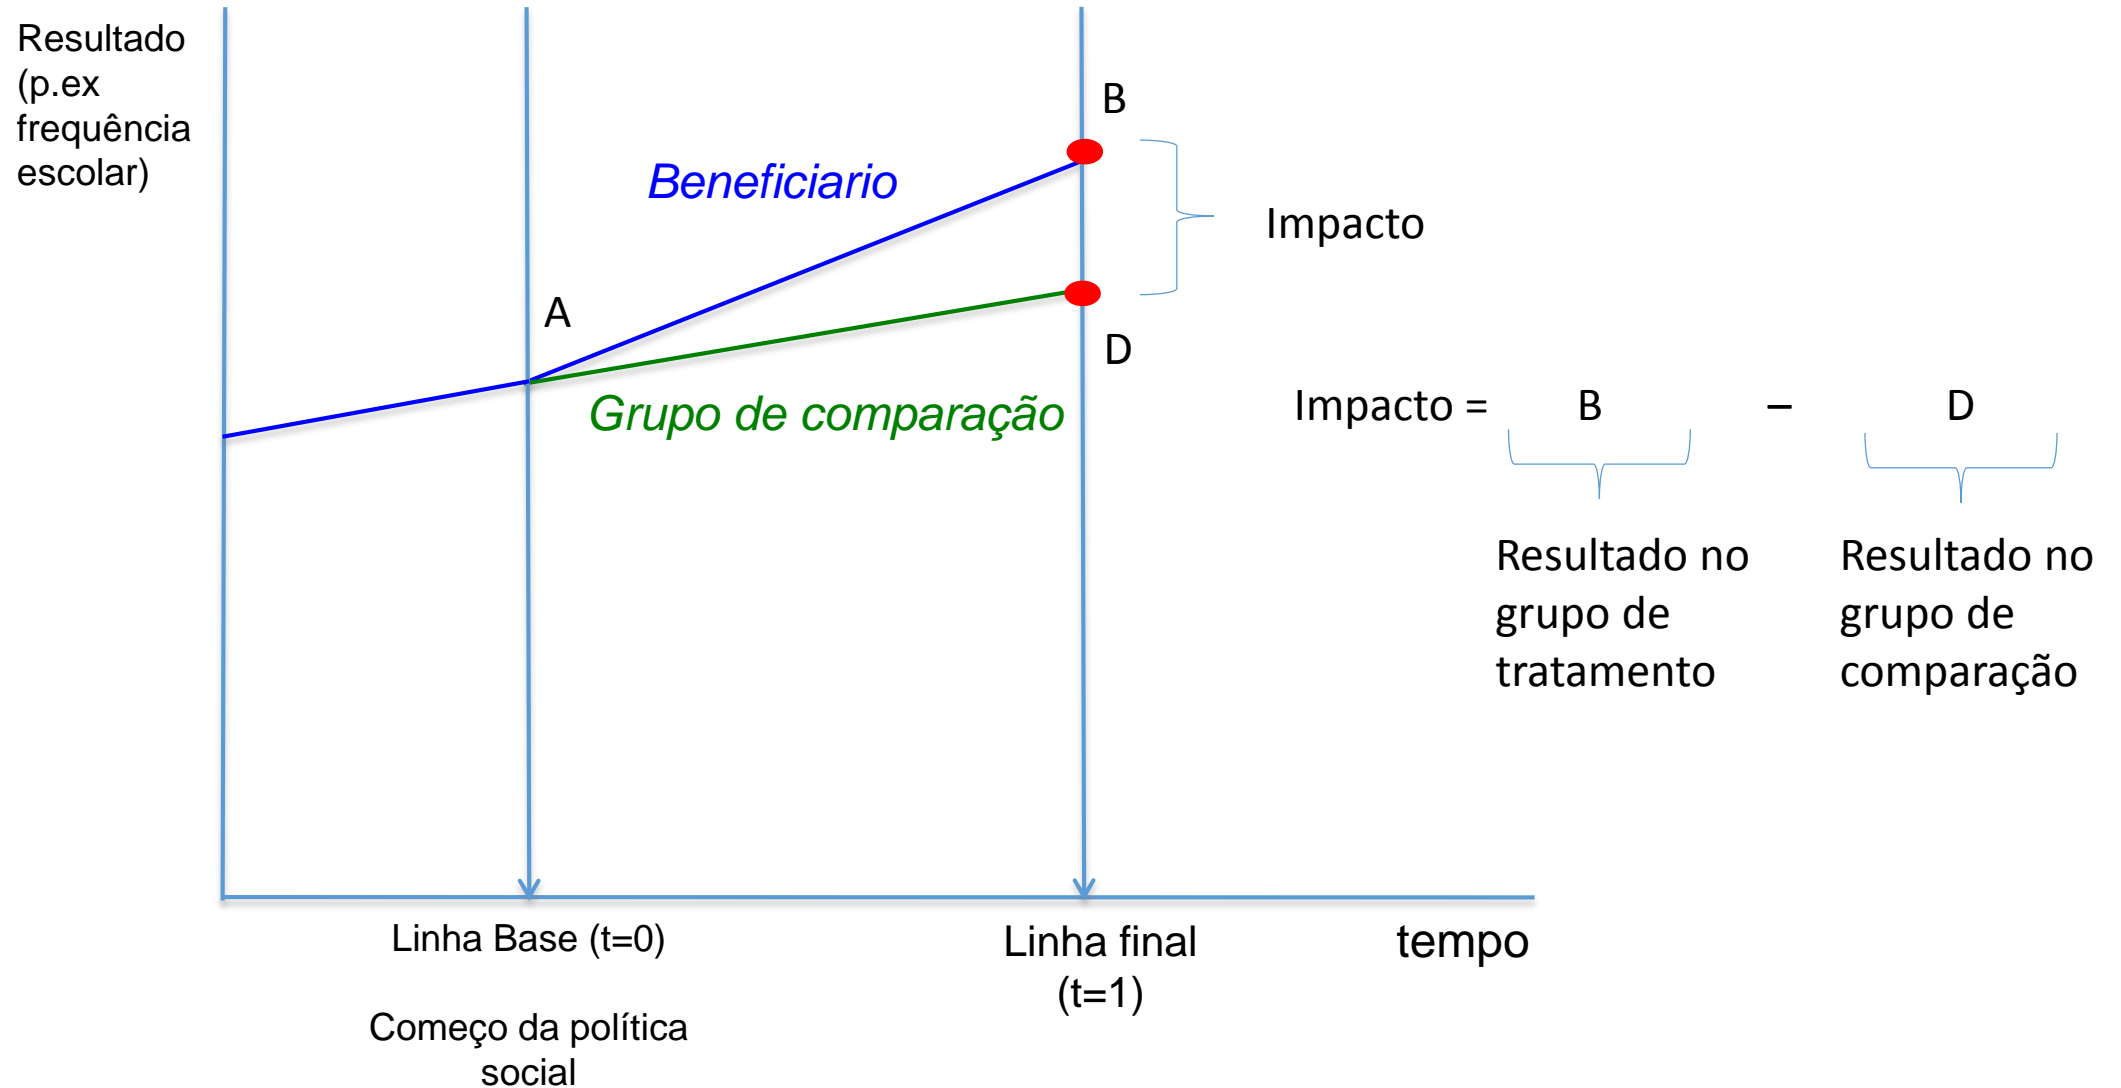 Resultado
(p.ex
frequência
escolar)
B
Beneficiario
Impacto
A
D
Grupo de comparação
Impacto = B – D
Resultado no
grupo de
tratamento
Resultado no
grupo de
comparação
Linha Base (t=0)
Linha final
(t=1)
tempo
Começo da política
social